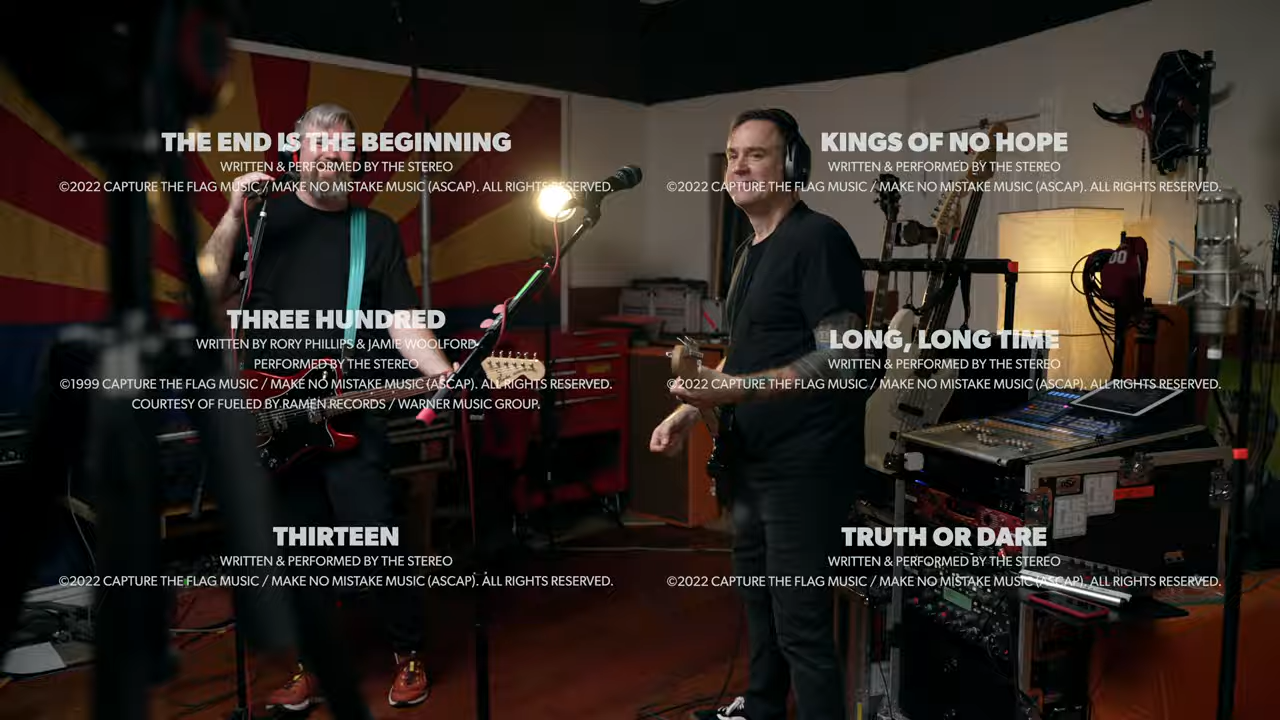 THE END IS THE BEGINNING
WRITTEN & PERFORMED BY THE STEREO
©2022 CAPTURE THE FLAG MUSIC / MAKE NO MISTAKE MUSIC (ASCAP). ALL RIGHTS RESERVED.
THREE HUNDRED
WRITTEN BY RORY PHILLIPS & JAMIE WOOLFORD
PERFORMED BY THE STEREO
©1999 CAPTURE THE FLAG MUSIC / MAKE NO MISTAKE MUSIC (ASCAP). ALL RIGHTS RESERVED.
COURTESY OF FUELED BY RAMEN RECORDS / WARNER MUSIC GROUP.
THIRTEEN
WRITTEN & PERFORMED BY THE STEREO
©2022 CAPTURE THE FLAG MUSIC / MAKE NO MISTAKE MUSIC (ASCAP). ALL RIGHTS RESERVED.
KINGS OF NO HOPE
WRITTEN & PERFORMED BY THE STEREO
©2022 CAPTURE THE FLAG MUSIC / MAKE NO MISTAKE MUSIC (ASCAP). ALL RIGHTS RESERVED.
LONG, LONG TIME
WRITTEN & PERFORMED BY THE STEREO
©2022 CAPTURE THE FLAG MUSIC / MAKE NO MISTAKE MUSIC (ASCAP). ALL RIGHTS RESERVED.
TRUTH OR DARE
WRITTEN & PERFORMED BY THE STEREO
©2022 CAPTURE THE FLAG MUSIC / MAKE NO MISTAKE MUSIC (ASCAP). ALL RIGHTS RESERVED.